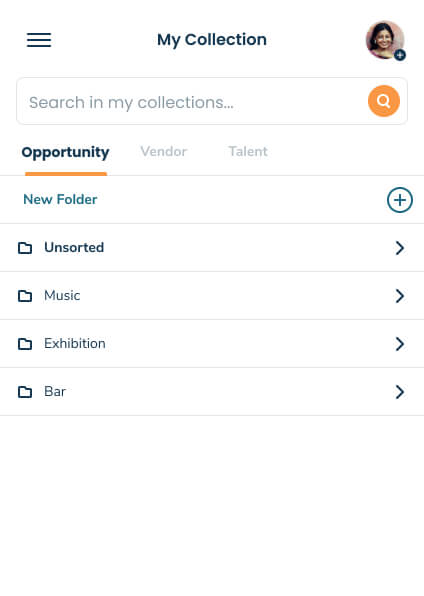 My Collection
Search in my collections...
Opportunity Vendor Talent
New Folder
Unsorted
Music
Exhibition
Bar